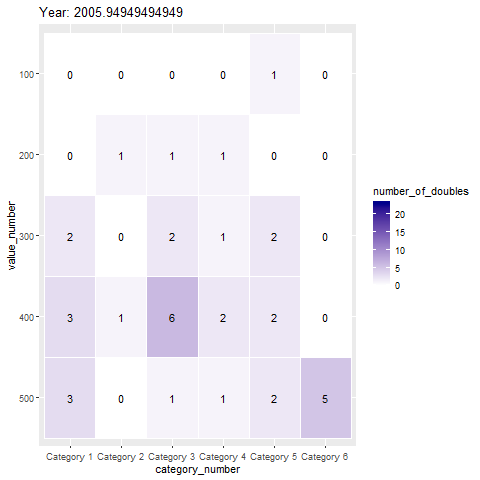 Year: 2005.94949494949
100 0 0 0 0 1 0
200 0 1 1 1 0 0
300 2 0 2 1 2 0
400 3 1 6 2 2 0
500 3 0 1 1 2 5
Category 1 Category 2 Category 3 Category 4 Category 5 Category 6
category_number
value_number
number_of_doubles
20
15
10
5
0